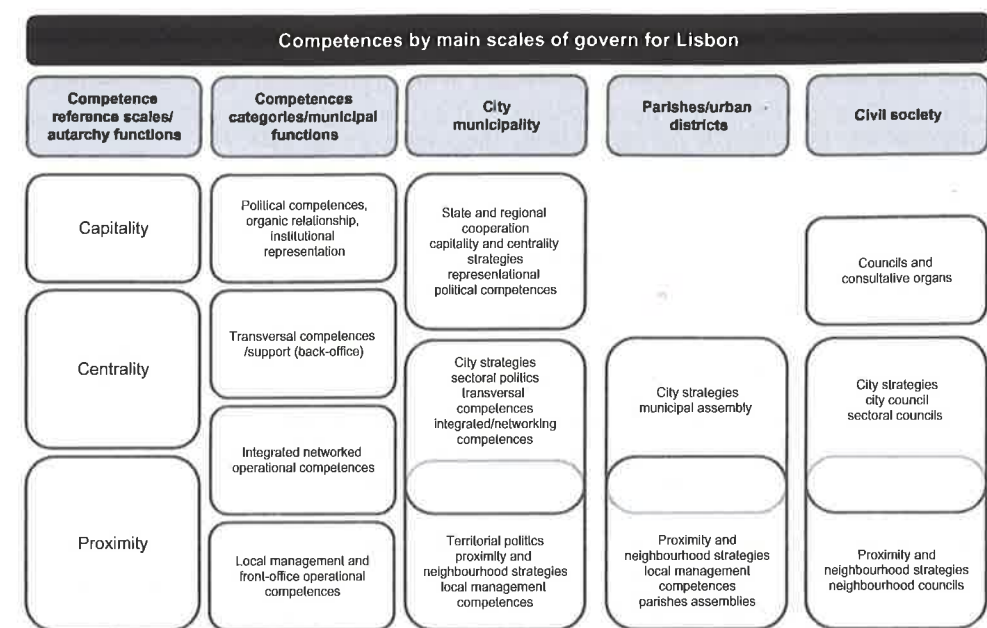 Competences by main scales of govern for Lisbon
Competence
reference scales/
autarchy functions
Competences
categories/municipal
functions
City
municipality
Parishes/urban
districts
Civil society
Capitality
Centrality
Proximity
Political competences,
organic relationship,
institutional
representation
Transversal competences
/support (back-office)
Integrated networked
operational competences
Local management and
front-office operational
competences
State and regional
cooperation
capitality and centrality
strategies
representational
political competences
City strategies
sectoral politics
transversal
competences
integrated/networking
competences
Territorial politics
proximity and
neighbourhood strategies
local management
competences
City strategies
municipal assembly
Proximity and
neighbourhood strategies
local management
competences
parishes assemblies
Councils and
consultative organs
City strategies
city council
sectoral councils
Proximity and
neighbourhood strategies
neighbourhood councils